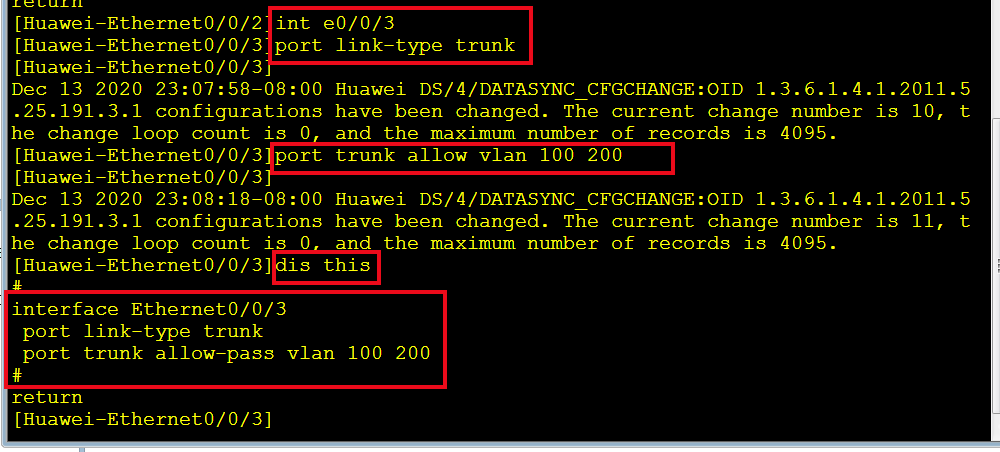 return
[Huawei-Ethernet0/0/2]int e0/0/3
[Huawei-Ethernet0/0/3]port link-type trunk
[Huawei-Ethernet0/0/3]
Dec 13 2020 23:07:58-08:00 Huawei DS/4/DATASYNC_CFGCHANGE:OID 1.3.6.1.4.1.2011.5
.25.191.3.1 configurations have been changed. The current change number is 10, t
he change loop count is 0, and the maximum number of records is 4095.
[Huawei-Ethernet0/0/3]port trunk allow vlan 100 200
[Huawei-Ethernet0/0/3]
Dec 13 2020 23:08:18-08:00 Huawei DS/4/DATASYNC_CFGCHANGE:OID 1.3.6.1.4.1.2011.5
.25.191.3.1 configurations have been changed. The current change number is 11, t
he change loop count is 0, and the maximum number of records is 4095.
[Huawei-Ethernet0/0/3]dis this
#
interface Ethernet0/0/3
 port link-type trunk
 port trunk allow-pass vlan 100 200
#
return
[Huawei-Ethernet0/0/3]